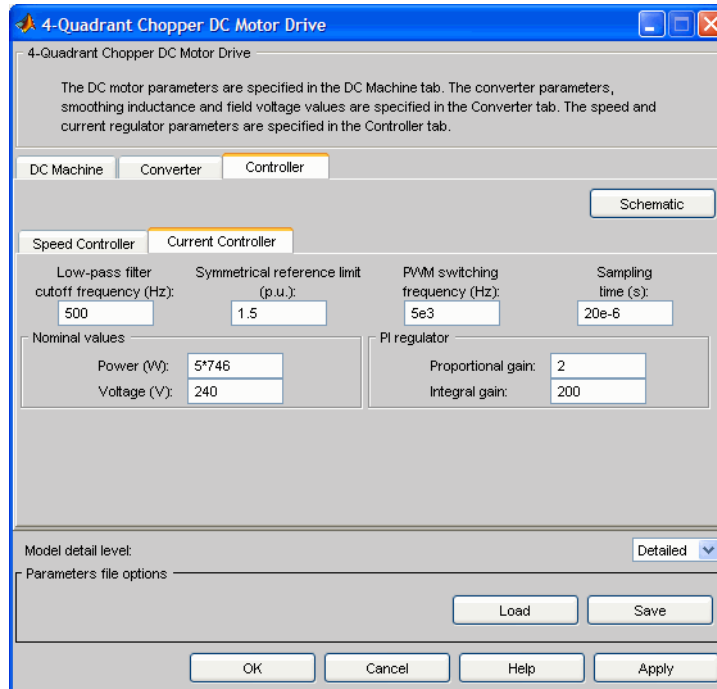 4-Quadrant Chopper DC Motor Drive
4-Quadrant Chopper DC Motor Drive
The DC motor parameters are specified in the DC Machine tab. The converter parameters,
smoothing inductance and field voltage values are specified in the Converter tab. The speed and
current regulator parameters are specified in the Controller tab.
DC Machine Converter Controller
Schematic
Speed Controller Current Controller
Low-pass filter Symmetrical reference limit PWM switching Sampling
cutoff frequency (Hz): (p.u.): frequency (Hz): time (s):
500 1.5 5e3 20e-6
Nominal values PI regulator
Power (W): 5*746 Proportional gain: 2
Voltage (V): 240 Integral gain: 200
Model detail level: Detailed
Parameters file options
Load Save
OK Cancel Help Apply